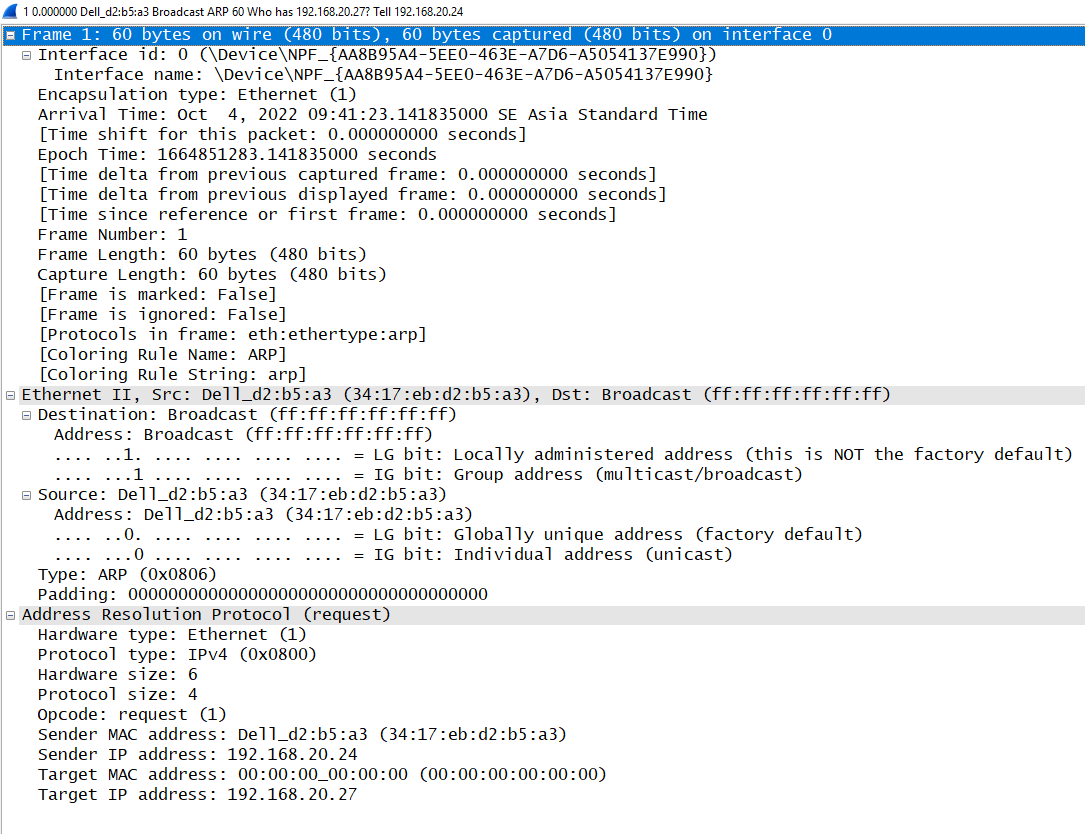 1 0.000000 Dell_d2:b5:a3 Broadcast ARP 60 Who has 192.168.20.27? Tell 192.168.20.24
Frame 1: 60 bytes on wire (480 bits), 60 bytes captured (480 bits) on interface 0
Interface id: 0 (\Device\NPF_{AA8B95A4-5EE0-463E-A7D6-A5054137E990})
Interface name: \Device\NPF_{AA8B95A4-5EE0-463E-A7D6-A5054137E990}
Encapsulation type: Ethernet (1)
Arrival Time: Oct  4, 2022 09:41:23.141835000 SE Asia Standard Time
[Time shift for this packet: 0.000000000 seconds]
Epoch Time: 1664851283.141835000 seconds
[Time delta from previous captured frame: 0.000000000 seconds]
[Time delta from previous displayed frame: 0.000000000 seconds]
[Time since reference or first frame: 0.000000000 seconds]
Frame Number: 1
Frame Length: 60 bytes (480 bits)
Capture Length: 60 bytes (480 bits)
[Frame is marked: False]
[Frame is ignored: False]
[Protocols in frame: eth:ethertype:arp]
[Coloring Rule Name: ARP]
[Coloring Rule String: arp]
Ethernet II, Src: Dell_d2:b5:a3 (34:17:eb:d2:b5:a3), Dst: Broadcast (ff:ff:ff:ff:ff:ff)
Destination: Broadcast (ff:ff:ff:ff:ff:ff)
Address: Broadcast (ff:ff:ff:ff:ff:ff)
.... ..1. .... .... .... .... = LG bit: Locally administered address (this is NOT the factory default)
.... ...1 .... .... .... .... = IG bit: Group address (multicast/broadcast)
Source: Dell_d2:b5:a3 (34:17:eb:d2:b5:a3)
Address: Dell_d2:b5:a3 (34:17:eb:d2:b5:a3)
.... ..0. .... .... .... .... = LG bit: Globally unique address (factory default)
.... ...0 .... .... .... .... = IG bit: Individual address (unicast)
Type: ARP (0x0806)
Padding: 000000000000000000000000000000000000
Address Resolution Protocol (request)
Hardware type: Ethernet (1)
Protocol type: IPv4 (0x0800)
Hardware size: 6
Protocol size: 4
Opcode: request (1)
Sender MAC address: Dell_d2:b5:a3 (34:17:eb:d2:b5:a3)
Sender IP address: 192.168.20.24
Target MAC address: 00:00:00_00:00:00 (00:00:00:00:00:00)
Target IP address: 192.168.20.27